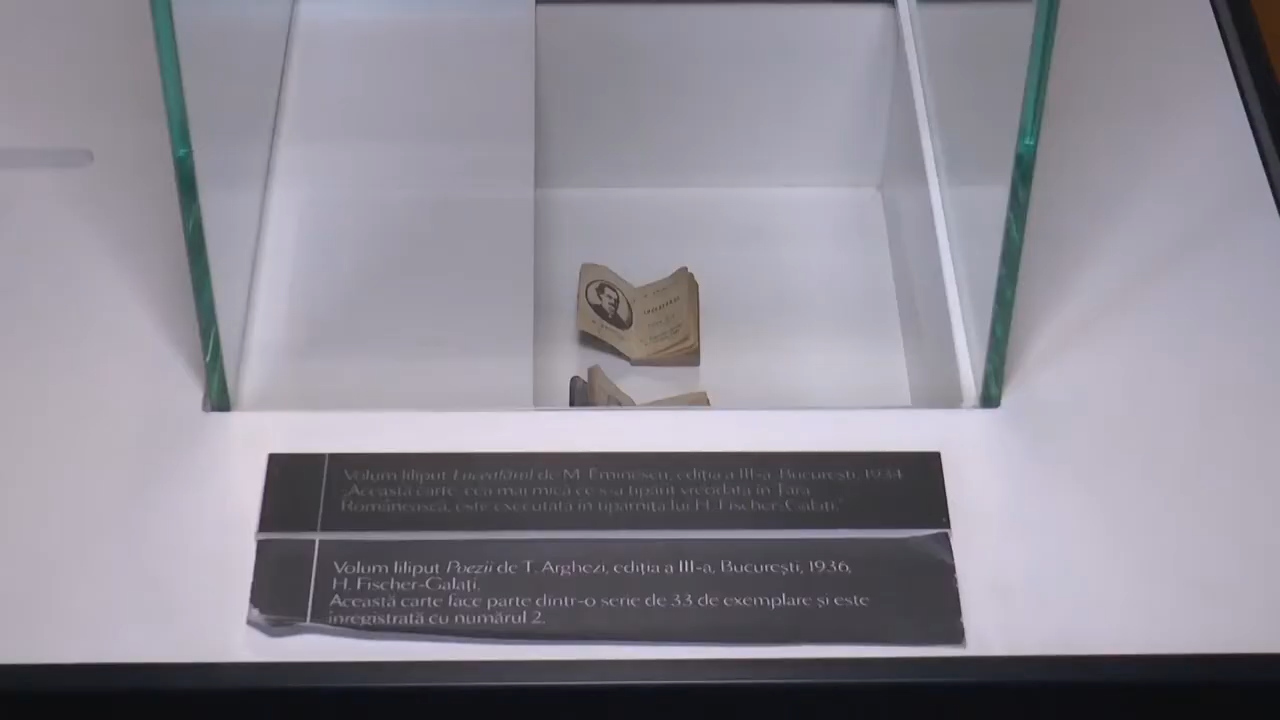 Volum liliput Luceafărul de M. Eminescu, ediția a III-a, București, 1934
„Această carte, cea mai mică ce s-a tipărit vreodată în Țara
Românească, este executată în tiparnița lui H. Fischer-Galați.”
Volum liliput Poezii de T. Arghezi, ediția a III-a, București, 1936,
H. Fischer-Galați.
Această carte face parte dintr-o serie de 33 de exemplare și este
înregistrată cu numărul 2.